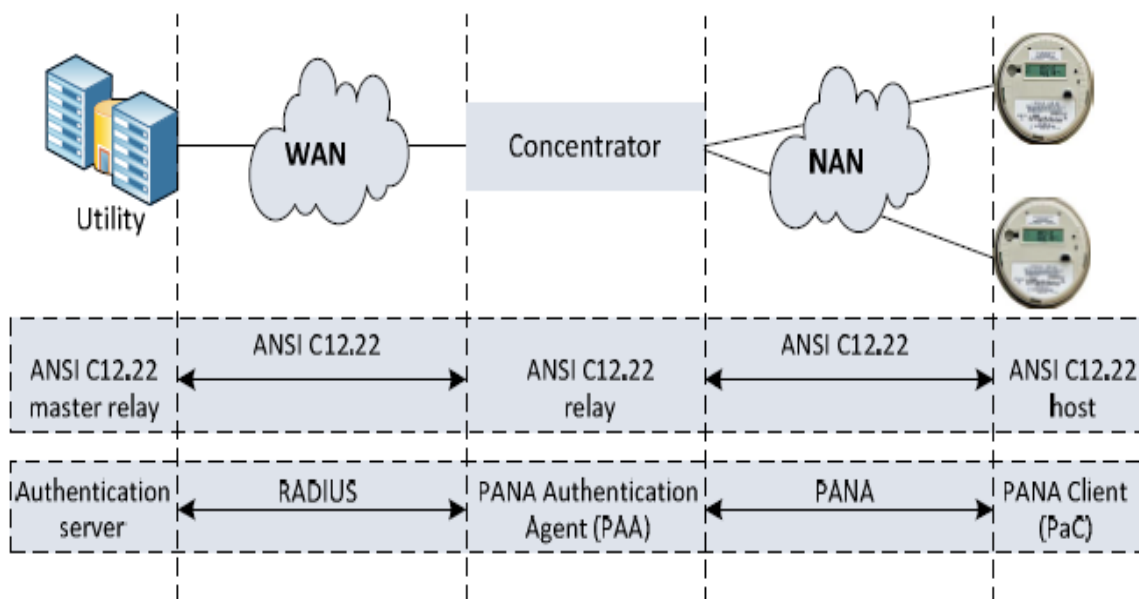 Utility
WAN
Concentrator
NAN
ANSI C12.22
master relay
ANSI C12.22
ANSI C12.22
relay
ANSI C12.22
ANSI C12.22
host
Authentication
server
RADIUS
PANA Authentication
Agent (PAA)
PANA
PANA Client
(PaC)